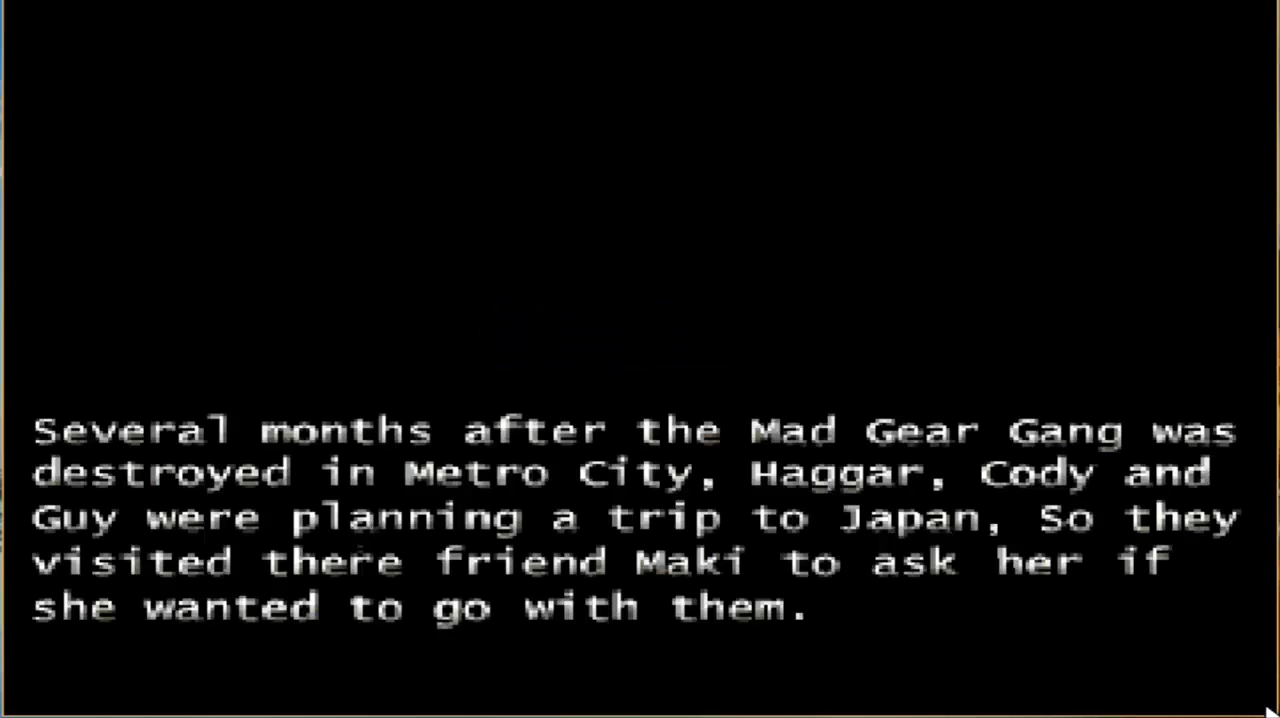 Several months after the Mad Gear Gang was
destroyed in Metro City, Haggar, Cody and
Guy were planning a trip to Japan, So they
visited there friend Maki to ask her if
she wanted to go with them.